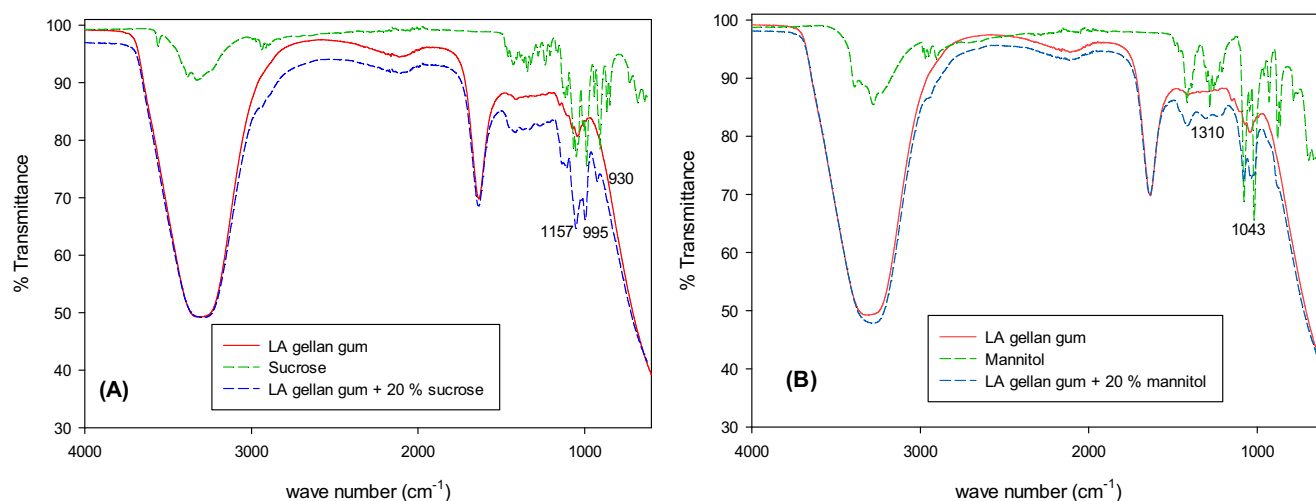 % Transmittance
100
90
80
70
60
50
40
30
4000
3000
2000
1000
wave number (cm⁻¹)
(A)
930
1157
995
LA gellan gum
Sucrose
LA gellan gum + 20 % sucrose
% Transmittance
100
90
80
70
60
50
40
30
4000
3000
2000
1000
wave number (cm⁻¹)
(B)
1310
1043
LA gellan gum
Mannitol
LA gellan gum + 20 % mannitol